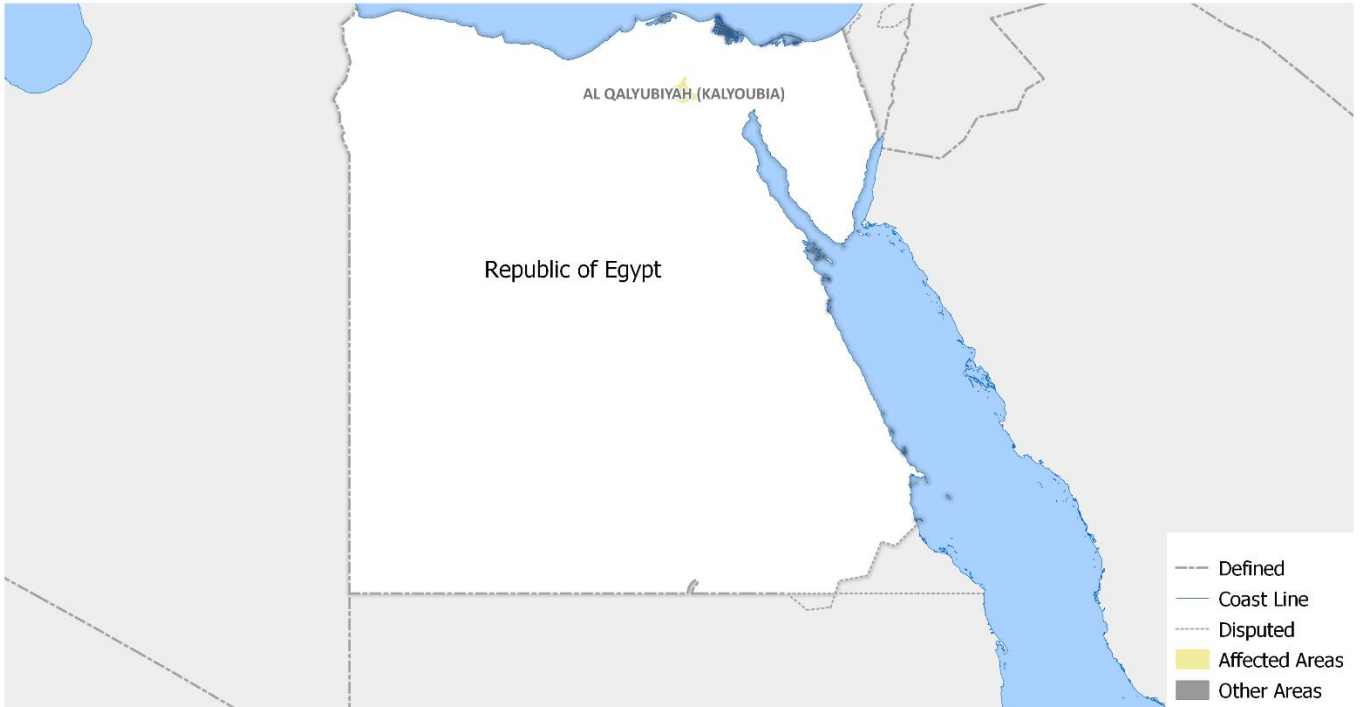 AL QALYUBIYAH (KALYOUBIA)
Republic of Egypt
Defined
Coast Line
Disputed
Affected Areas
Other Areas